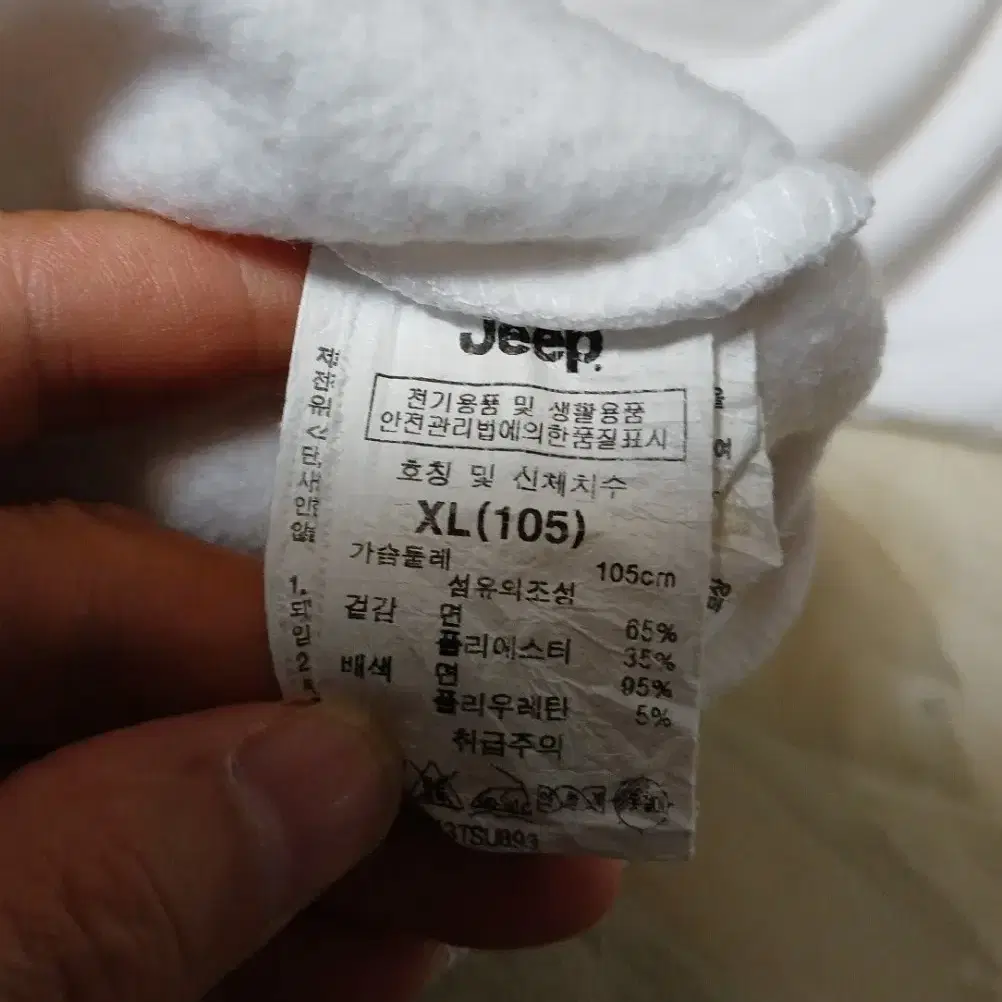 Jeep.
전기용품 및 생활용품
안전관리법에의한품질표시
호칭 및 신체치수
XL(105)
가슴둘레 105cm
섬유의조성
겉감 면 65%
폴리에스티 35%
배색 면 95%
폴리우레탄 5%
취급주의
3TSU893